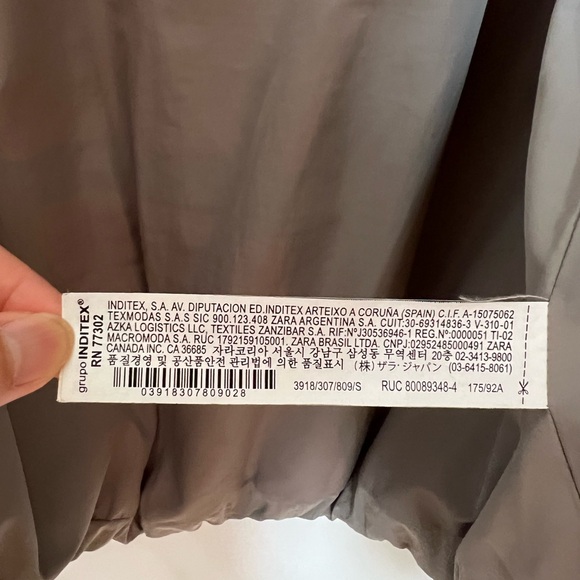 grupo INDITEX®
RN 77302
INDITEX, S.A. AV. DIPUTACION ED.INDITEX ARTEIXO A CORUÑA (SPAIN) C.I.F. A-15075062
TEXMODAS S.A.S SIC 900.123.408 ZARA ARGENTINA S.A. CUIT:30-69314836-3 V-310-01
AZKA LOGISTICS LLC, TEXTILES ZANZIBAR S.A. RIF:NºJ30536946-1 REG.Nº:0000051 TI-02
MACROMODA S.A. RUC 1792159105001. ZARA BRASIL LTDA. CNPJ:02952485000491 ZARA
CANADA INC. CA 36685 자라코리아 서울시 강남구 삼성동 무역센터 20층 02-3413-9800
품질경영 및 공산품안전 관리법에 의한 품질표시 (株) ザラ・ジャパン (03-6415-8061)
03918307809028
3918/307/809/S
RUC 80089348-4
175/92A